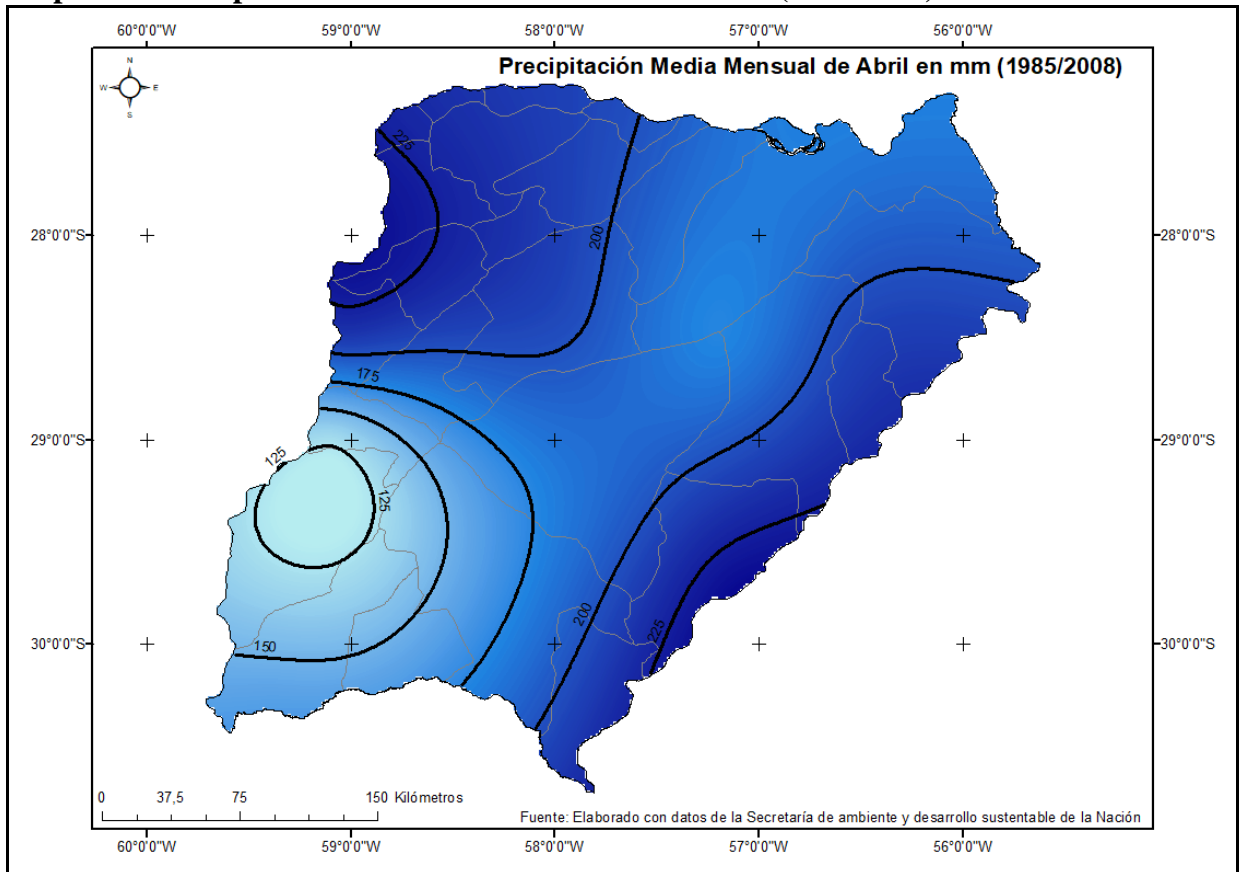 60°0'0"W 59°0'0"W 58°0'0"W 57°0'0"W 56°0'0"W
Precipitación Media Mensual de Abril en mm (1985/2008)
N
W E
S
225
200
28°0'0"S 28°0'0"S
175
29°0'0"S 29°0'0"S
125
125
200
225
150
30°0'0"S 30°0'0"S
0 37,5 75 150 Kilómetros
Fuente: Elaborado con datos de la Secretaría de ambiente y desarrollo sustentable de la Nación
60°0'0"W 59°0'0"W 58°0'0"W 57°0'0"W 56°0'0"W